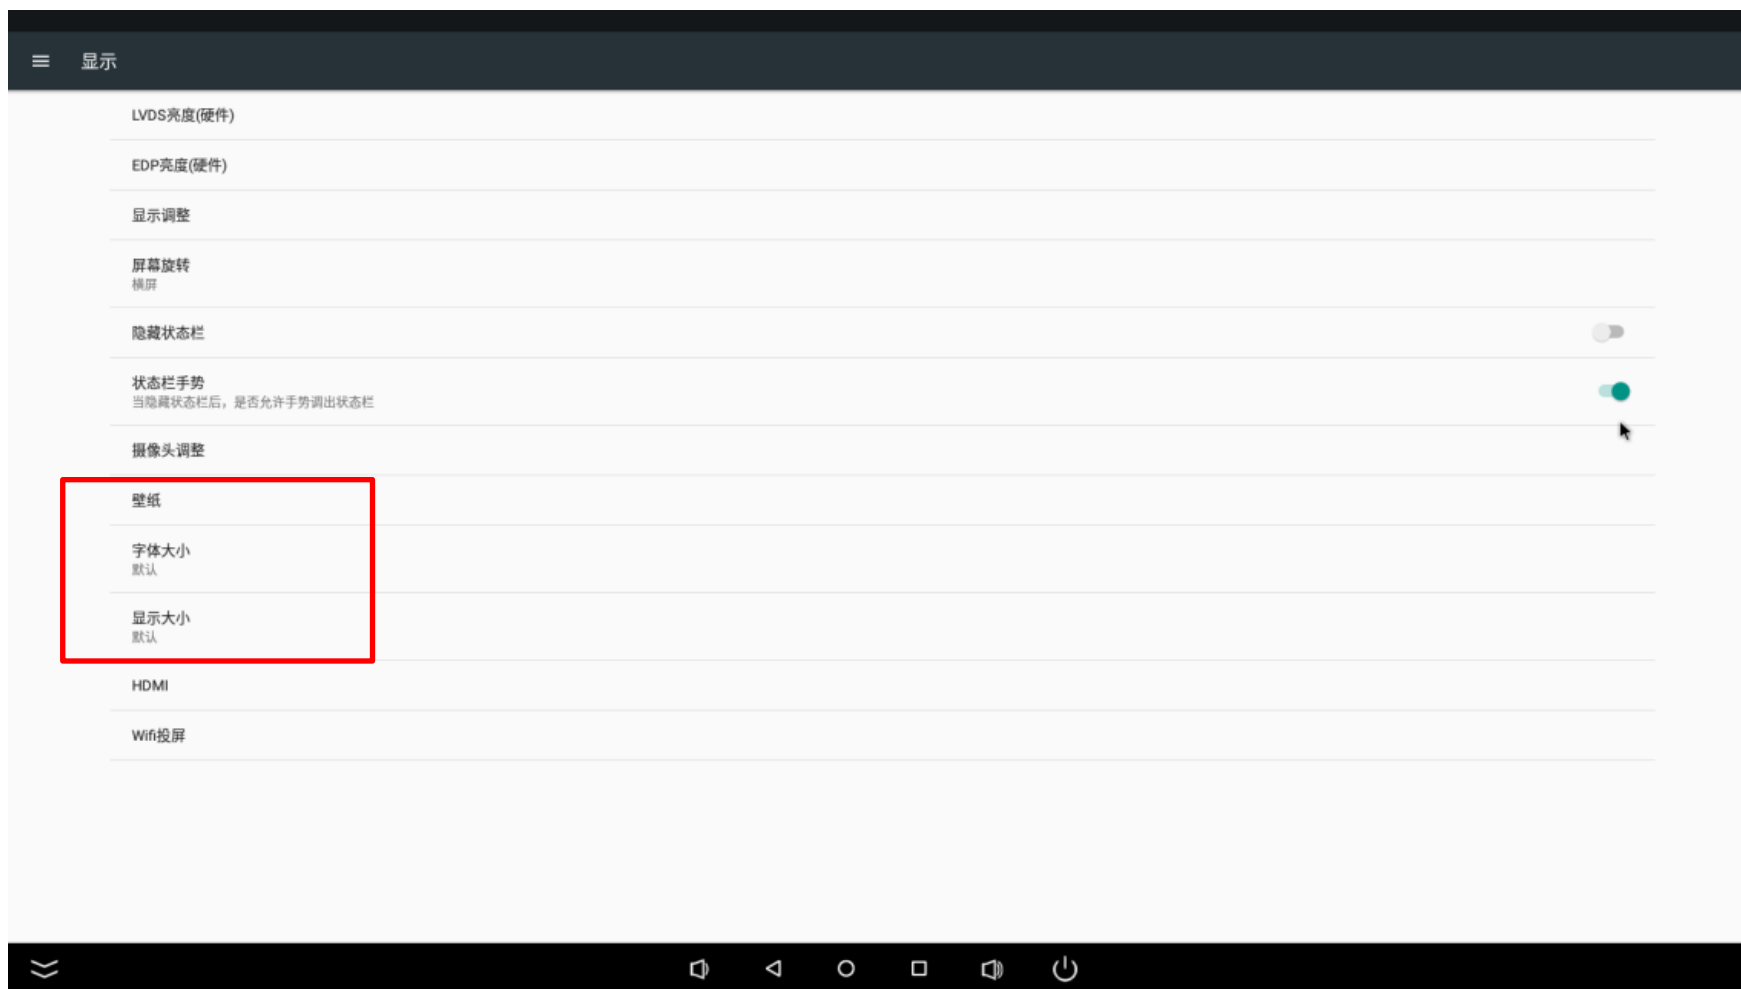 显示
LVDS亮度(硬件)
EDP亮度(硬件)
显示调整
屏幕旋转
横屏
隐藏状态栏
状态栏手势
当隐藏状态栏后，是否允许手势调出状态栏
摄像头调整
壁纸
字体大小
默认
显示大小
默认
HDMI
Wifi投屏